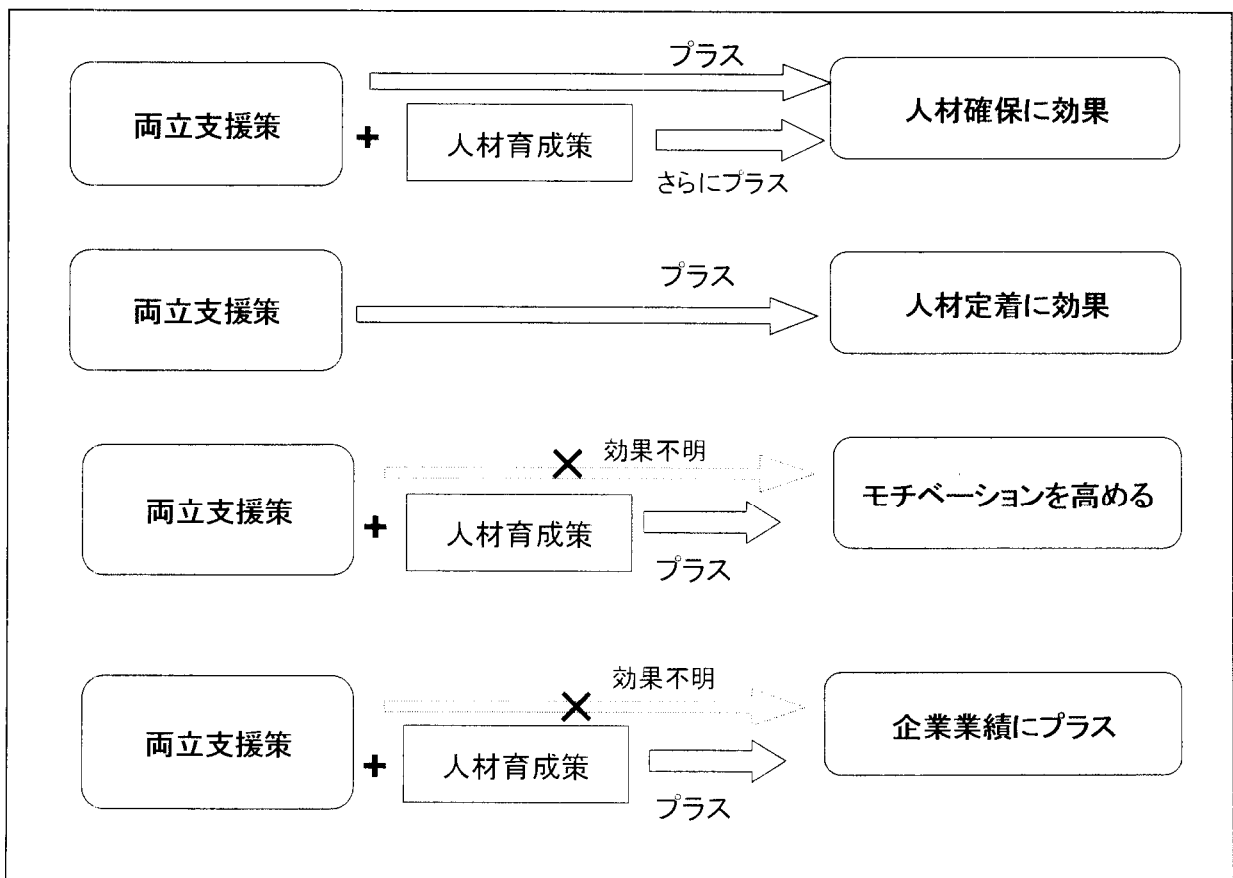 プラス
両立支援策
+
人材育成策
さらにプラス
人材確保に効果
両立支援策
プラス
人材定着に効果
両立支援策
+
効果不明
人材育成策
プラス
モチベーションを高める
両立支援策
+
効果不明
人材育成策
プラス
企業業績にプラス